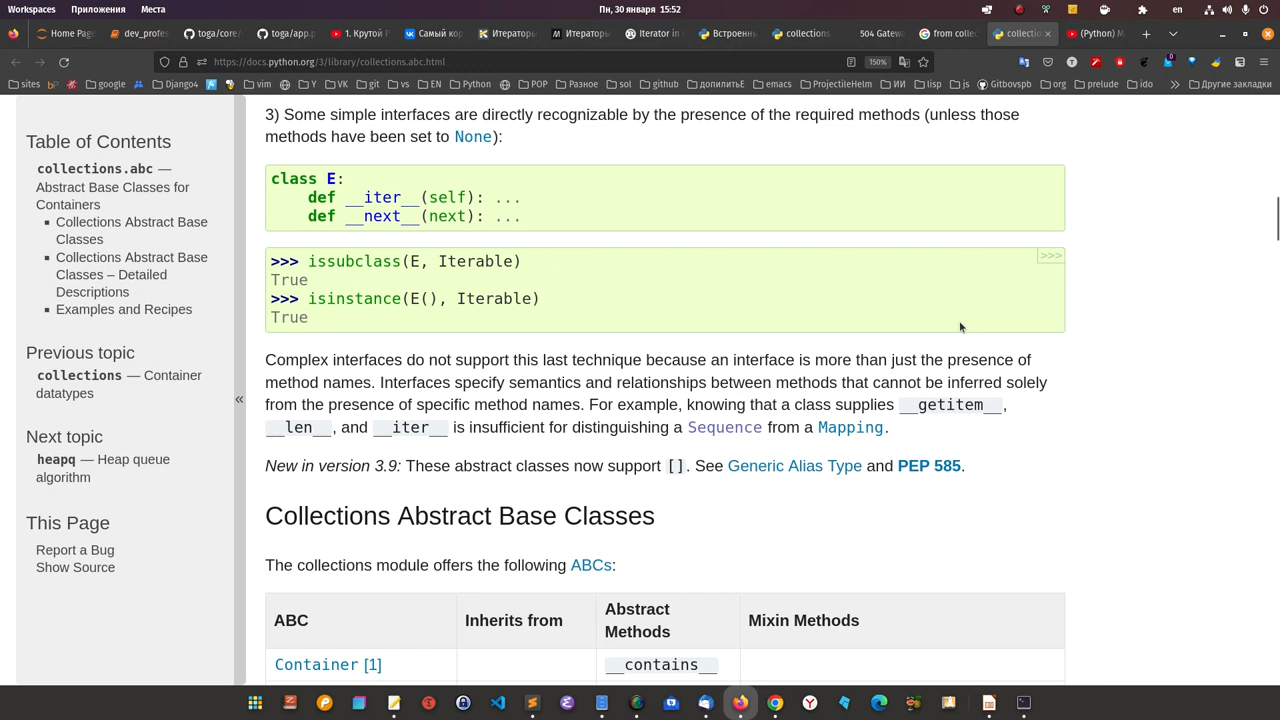 Workspaces Приложения Места Пн, 30 января 15:52 en
Home Page dev_profes toga/core/ toga/app.p 1. Крутой Р Самый кор Итераторы Итераторы Iterator in Встроенн collections 504 Gatew from collec collectio (Python) М
https://docs.python.org/3/library/collections.abc.html 150%
sites google Django4 vim Y VK git vs EN Python POP Разное sol github допилитьЕ emacs ProjectileHelm ИИ lisp js Gitbovspb org prelude ido Другие закладки
Table of Contents
collections.abc —
Abstract Base Classes for
Containers
Collections Abstract Base
Classes
Collections Abstract Base
Classes – Detailed
Descriptions
Examples and Recipes
Previous topic
collections — Container
datatypes
Next topic
heapq — Heap queue
algorithm
This Page
Report a Bug
Show Source
«
3) Some simple interfaces are directly recognizable by the presence of the required methods (unless those
methods have been set to None):
class E:
    def __iter__(self): ...
    def __next__(next): ...
>>>
>>> issubclass(E, Iterable)
True
>>> isinstance(E(), Iterable)
True
Complex interfaces do not support this last technique because an interface is more than just the presence of
method names. Interfaces specify semantics and relationships between methods that cannot be inferred solely
from the presence of specific method names. For example, knowing that a class supplies __getitem__,
__len__, and __iter__ is insufficient for distinguishing a Sequence from a Mapping.
New in version 3.9: These abstract classes now support []. See Generic Alias Type and PEP 585.
Collections Abstract Base Classes
The collections module offers the following ABCs:
ABC Inherits from Abstract Methods Mixin Methods
Container [1] __contains__